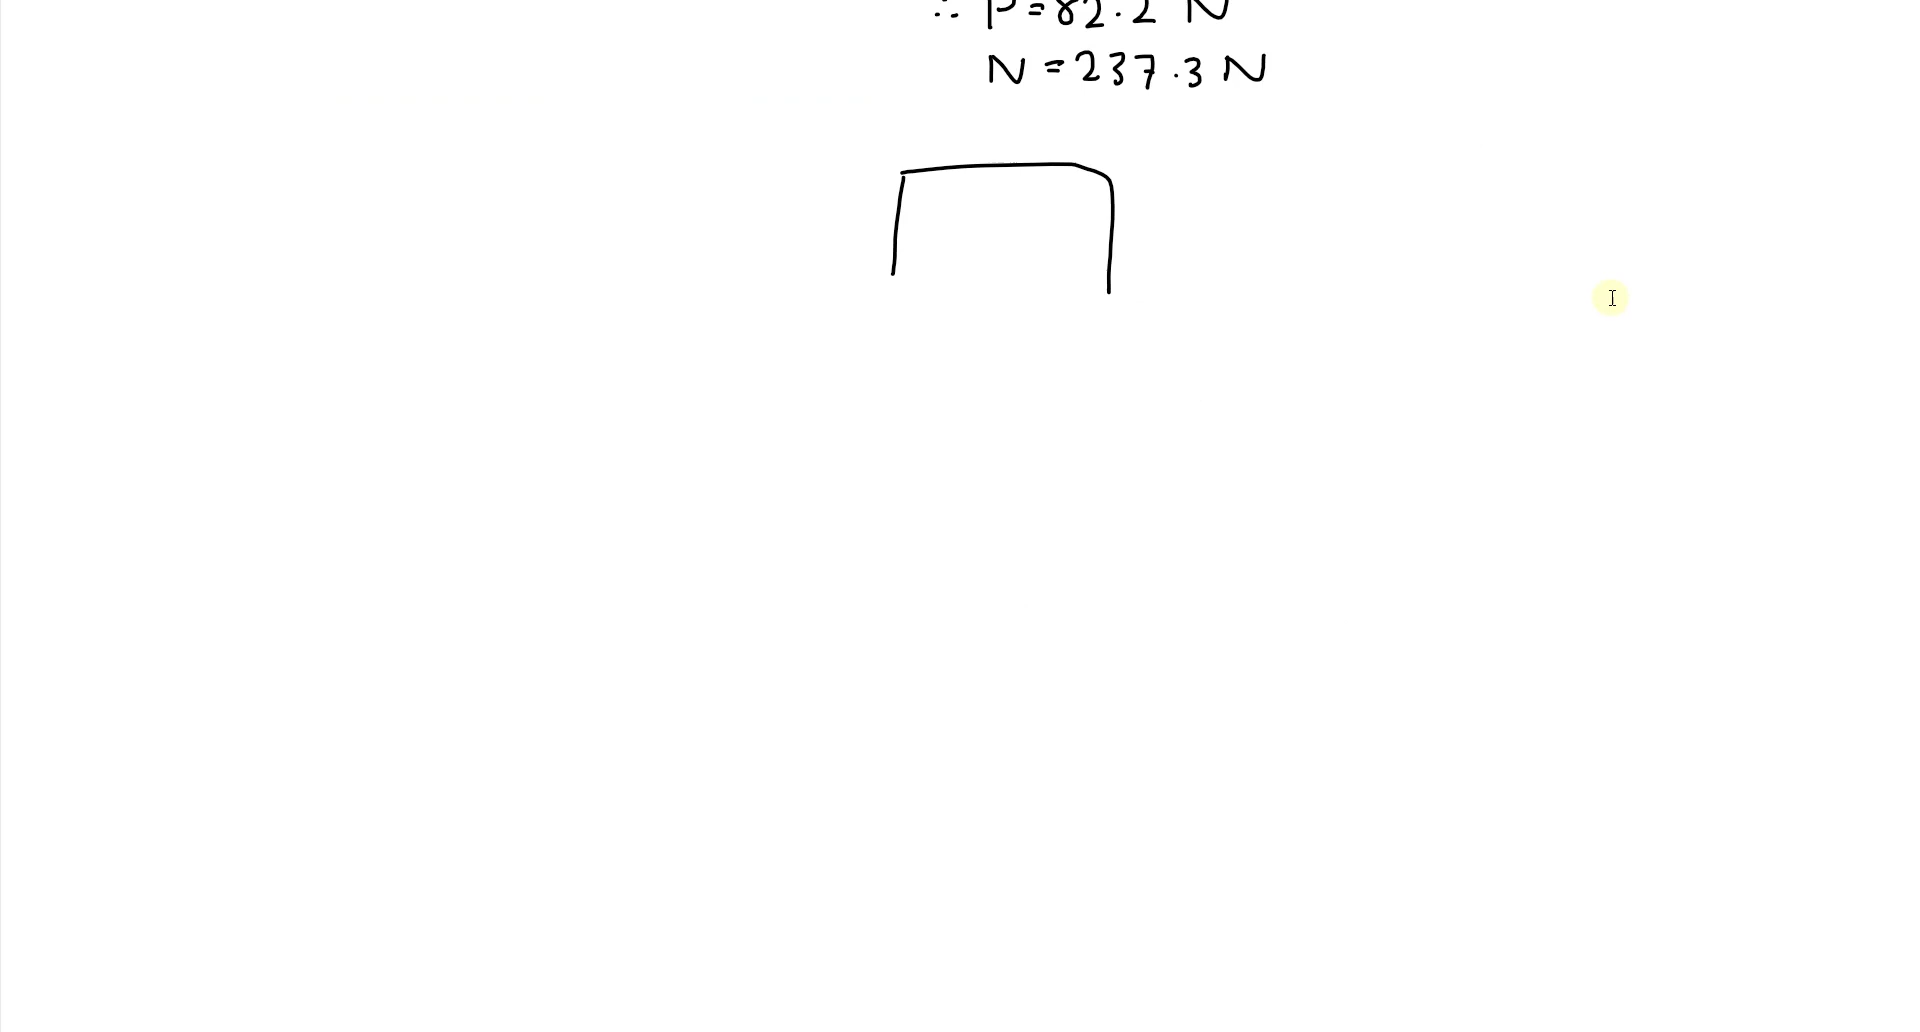 ∴ P = 82.2 N
N = 237.3 N